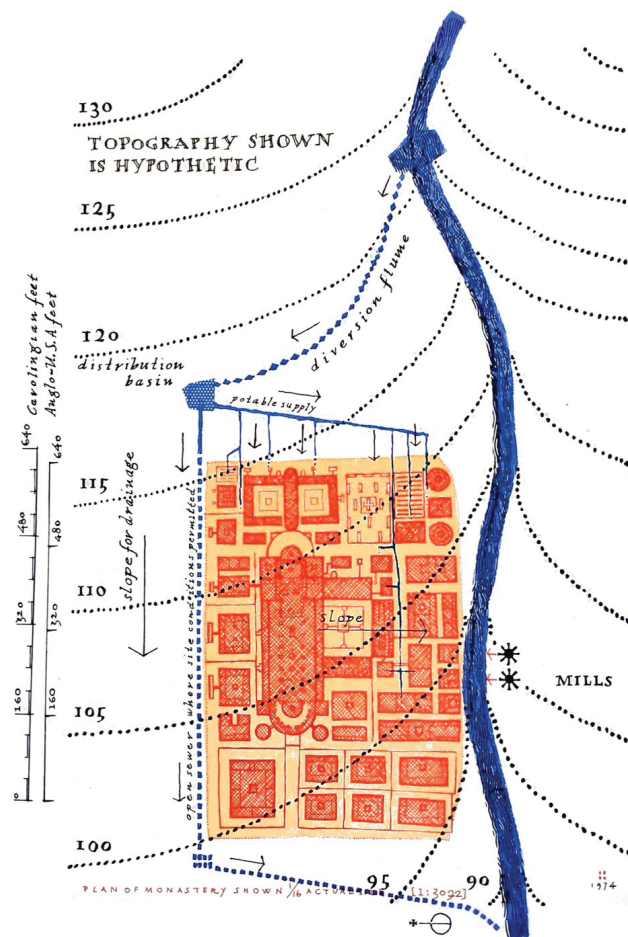 130
TOPOGRAPHY SHOWN
IS HYPOTHETIC
125
diversion flume
120
distribution
basin
potable supply
Carolingian feet
Anglo-U.S.A feet
640
640
480
480
320
320
160
160
0
0
115
slope for drainage
open sewer where site conditions permitted
110
slope
MILLS
105
100
95
90
PLAN OF MONASTERY SHOWN 1/16 ACTUAL
[1:3092]
1974